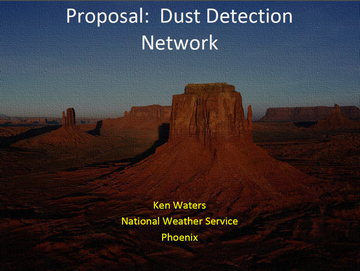 Proposal:  Dust Detection
Network
Ken Waters
National Weather Service
Phoenix